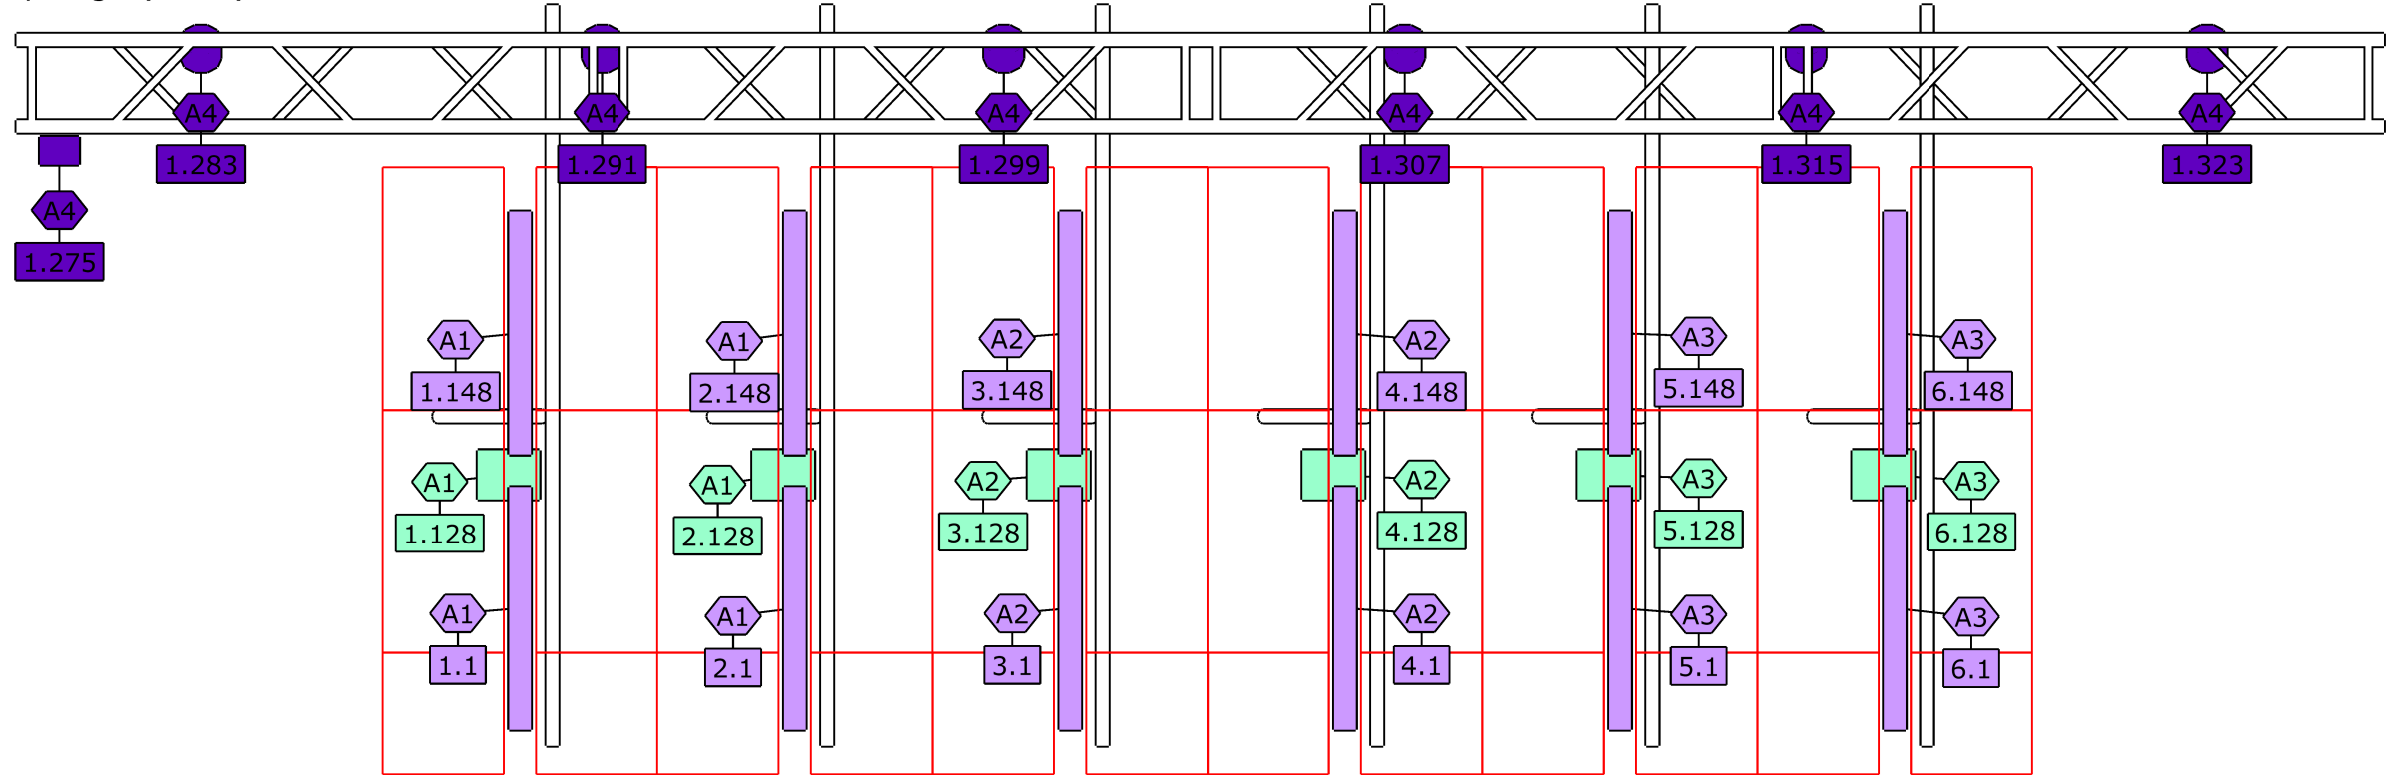 A4 A4 A4 A4 A4 A4
1.283 1.291 1.299 1.307 1.315 1.323
A4
1.275
A1 A1 A2 A2 A3 A3
1.148 2.148 3.148 4.148 5.148 6.148
A1 A1 A2 A2 A3 A3
1.128 2.128 3.128 4.128 5.128 6.128
A1 A1 A2 A2 A3 A3
1.1 2.1 3.1 4.1 5.1 6.1